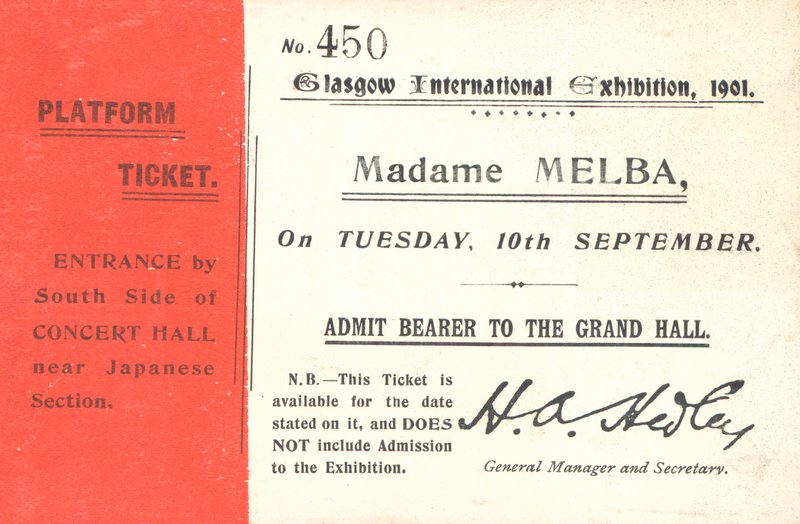 PLATFORM
TICKET.
ENTRANCE by
South Side of
CONCERT HALL
near Japanese
Section.
No. 450
Glasgow International Exhibition, 1901.
Madame MELBA,
On TUESDAY, 10th SEPTEMBER.
ADMIT BEARER TO THE GRAND HALL.
N.B.—This Ticket is
available for the date
stated on it, and DOES
NOT include Admission
to the Exhibition.
H. A. Hedley
General Manager and Secretary.